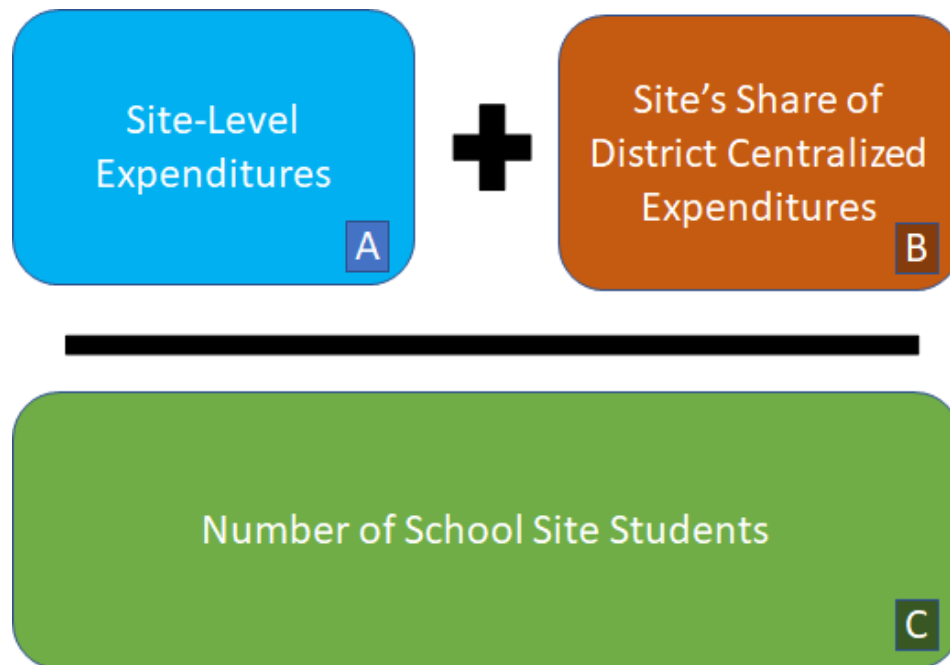 Site-Level
Expenditures
A
Site’s Share of
District Centralized
Expenditures
B
Number of School Site Students
C